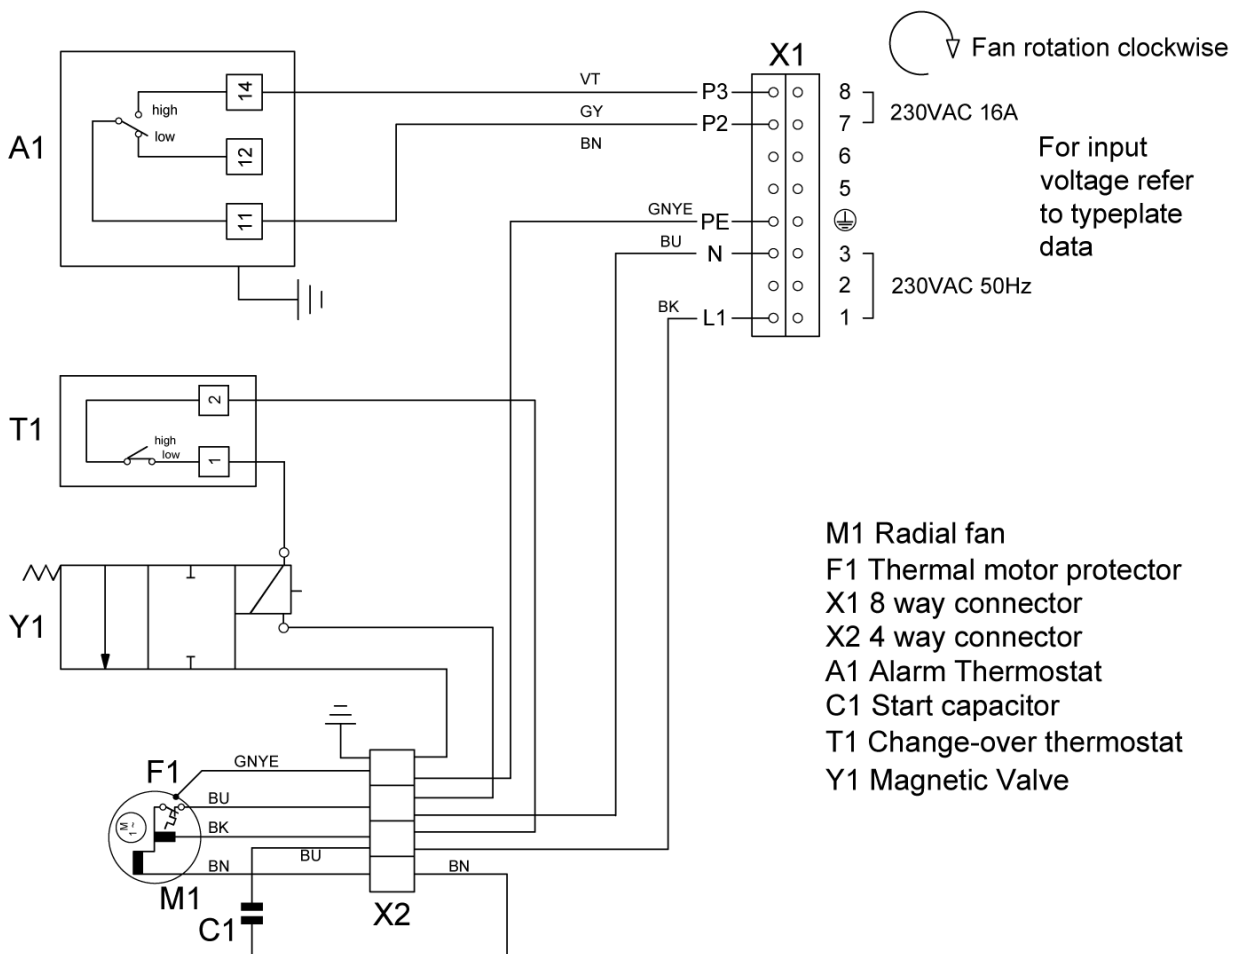 Fan rotation clockwise
X1
VT
P3
8
14
high
GY
P2
7
230VAC 16A
A1
low
BN
6
12
For input
voltage refer
to typeplate
data
5
11
GNYE
PE
BU
N
3
2
230VAC 50Hz
BK
L1
1
T1
2
high
low
1
Y1
M1 Radial fan
F1 Thermal motor protector
X1 8 way connector
X2 4 way connector
A1 Alarm Thermostat
C1 Start capacitor
T1 Change-over thermostat
Y1 Magnetic Valve
F1
GNYE
BU
M
1~
BK
BU
BN
BN
M1
X2
C1